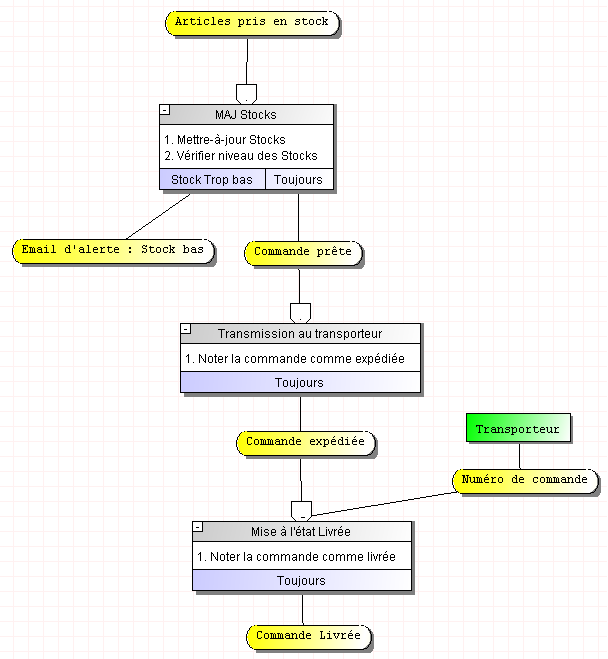 Articles pris en stock
MAJ Stocks
1. Mettre-à-jour Stocks
2. Vérifier niveau des Stocks
Stock Trop bas
Toujours
Email d'alerte : Stock bas
Commande prête
Transmission au transporteur
1. Noter la commande comme expédiée
Toujours
Transporteur
Commande expédiée
Numéro de commande
Mise à l'état Livrée
1. Noter la commande comme livrée
Toujours
Commande Livrée